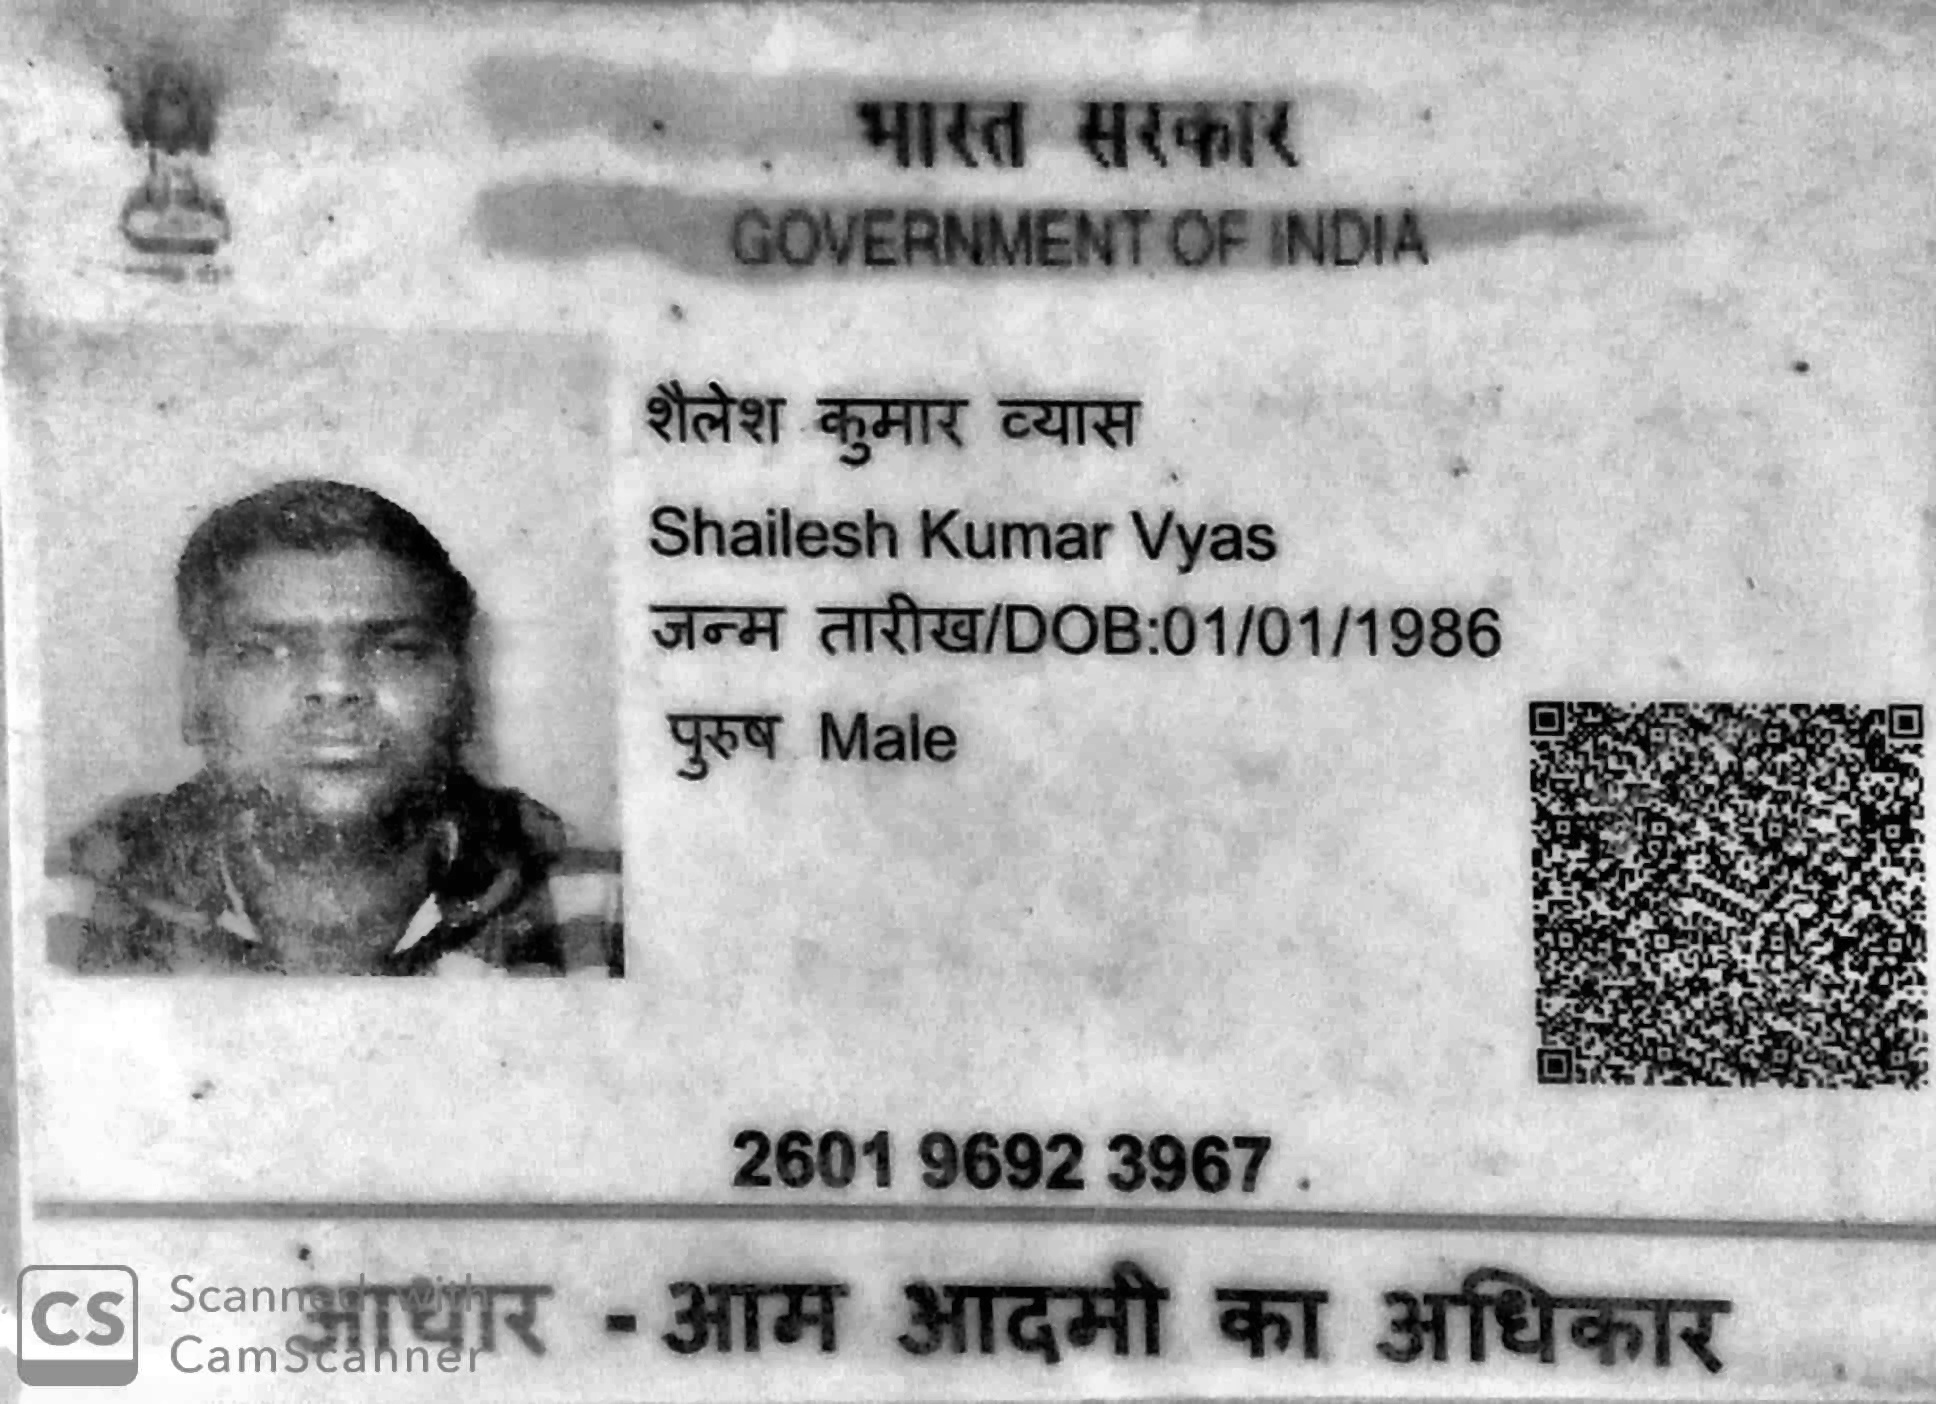 भारत सरकार
GOVERNMENT OF INDIA
शैलेश कुमार व्यास
Shailesh Kumar Vyas
जन्म तारीख/DOB:01/01/1986
पुरुष Male
2601 9692 3967
आधार - आम आदमी का अधिकार
CS Scanned with
CamScanner